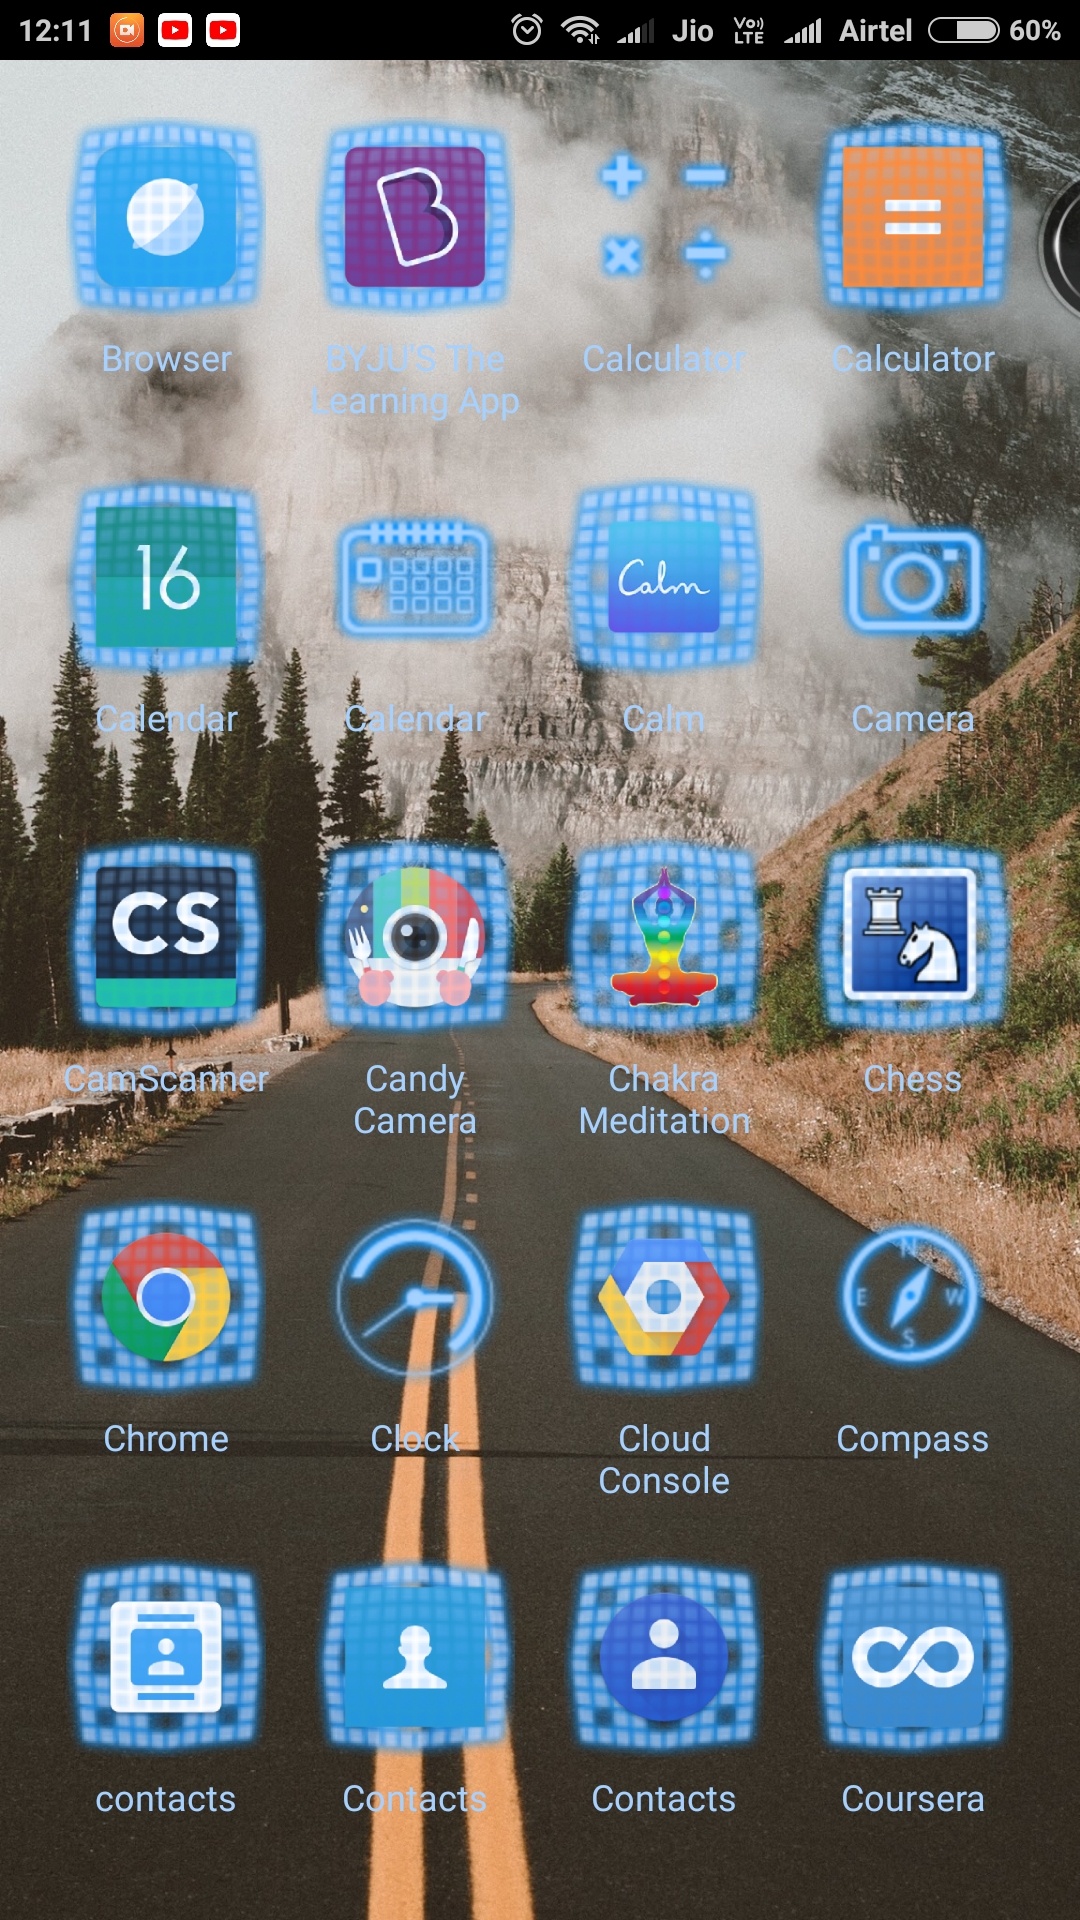 12:11 Jio Vo)) LTE Airtel 60%
B =
Browser BYJU'S The Learning App Calculator Calculator
16 Calm
Calendar Calendar Calm Camera
CS
CamScanner Candy Camera Chakra Meditation Chess
N
E W
S
Chrome Clock Cloud Console Compass
contacts Contacts Contacts Coursera